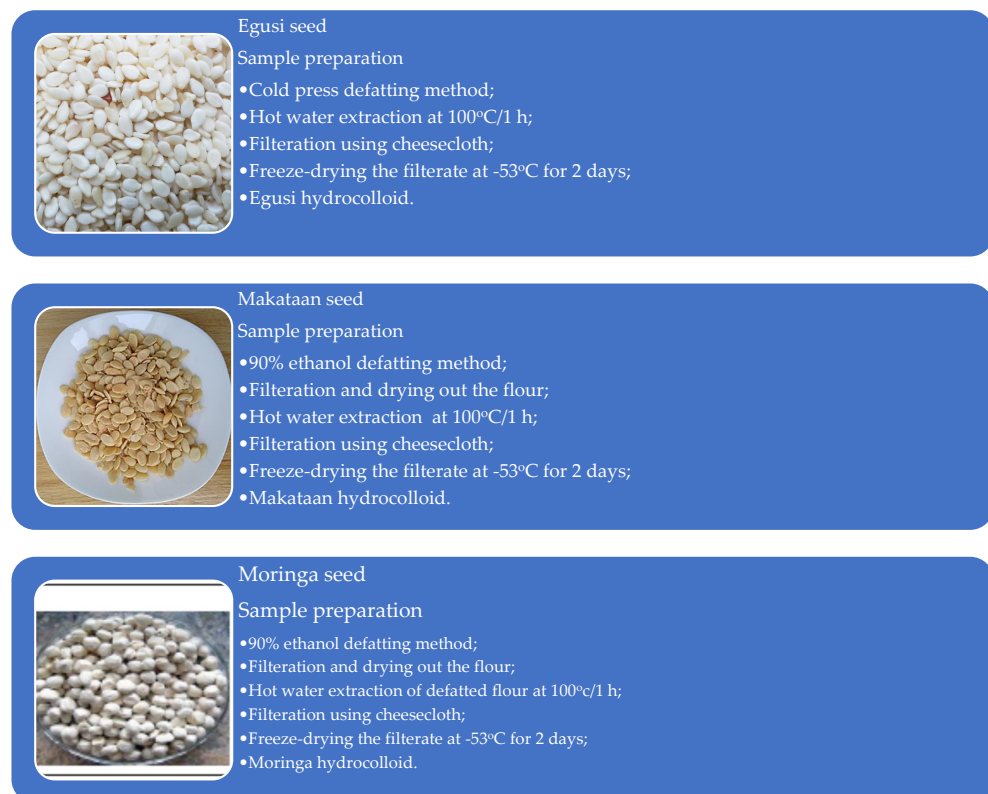 Egusi seed
Sample preparation
•Cold press defatting method;
•Hot water extraction at 100ºC/1 h;
•Filteration using cheesecloth;
•Freeze-drying the filterate at -53ºC for 2 days;
•Egusi hydrocolloid.
Makataan seed
Sample preparation
•90% ethanol defatting method;
•Filteration and drying out the flour;
•Hot water extraction  at 100ºC/1 h;
•Filteration using cheesecloth;
•Freeze-drying the filterate at -53ºC for 2 days;
•Makataan hydrocolloid.
Moringa seed
Sample preparation
•90% ethanol defatting method;
•Filteration and drying out the flour;
•Hot water extraction of defatted flour at 100ºc/1 h;
•Filteration using cheesecloth;
•Freeze-drying the filterate at -53ºC for 2 days;
•Moringa hydrocolloid.